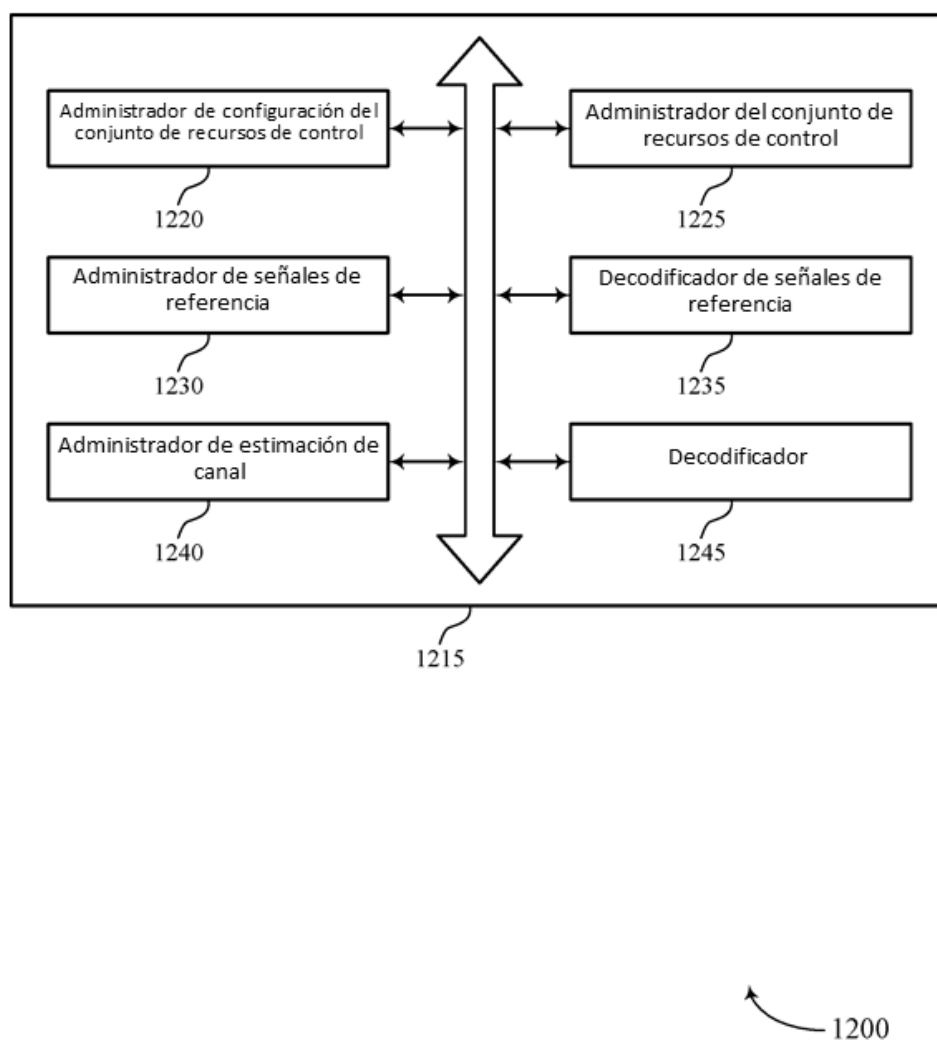 Administrador de configuración del
conjunto de recursos de control
1220
Administrador del conjunto de
recursos de control
1225
Administrador de señales de
referencia
1230
Decodificador de señales de
referencia
1235
Administrador de estimación de
canal
1240
Decodificador
1245
1215
1200